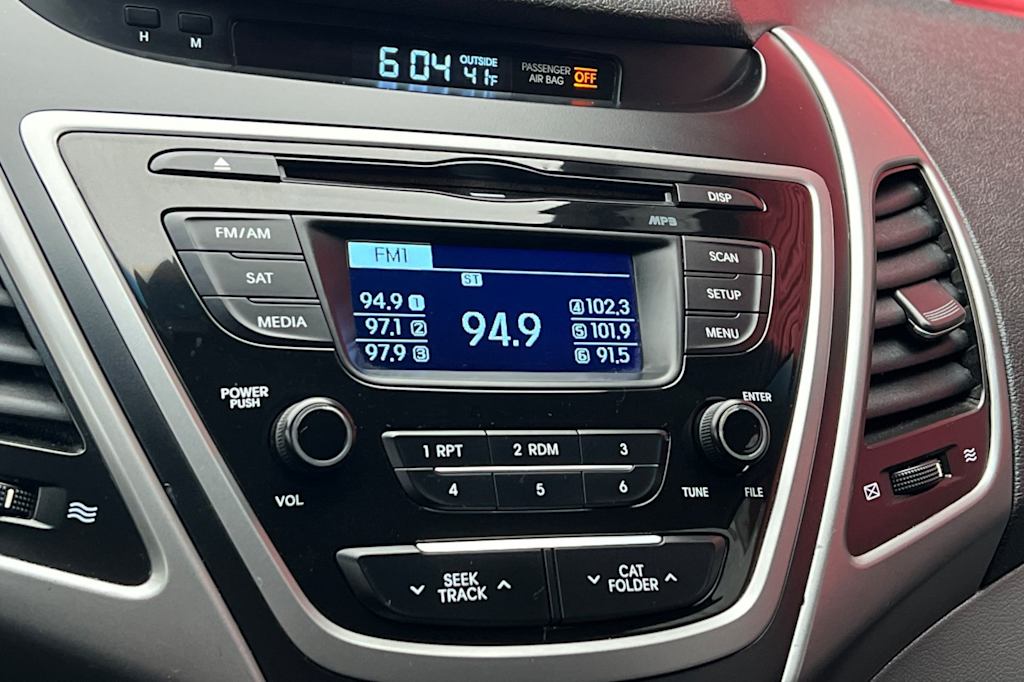 H
M
6:04
OUTSIDE
41°F
PASSENGER
AIR BAG
OFF
DISP
MP3
FM/AM
SAT
MEDIA
FM1
ST
94.9 1
97.1 2
97.9 3
94.9
4 102.3
5 101.9
6 91.5
SCAN
SETUP
MENU
POWER
PUSH
VOL
1 RPT
2 RDM
3
4
5
6
ENTER
TUNE
FILE
SEEK
TRACK
CAT
FOLDER